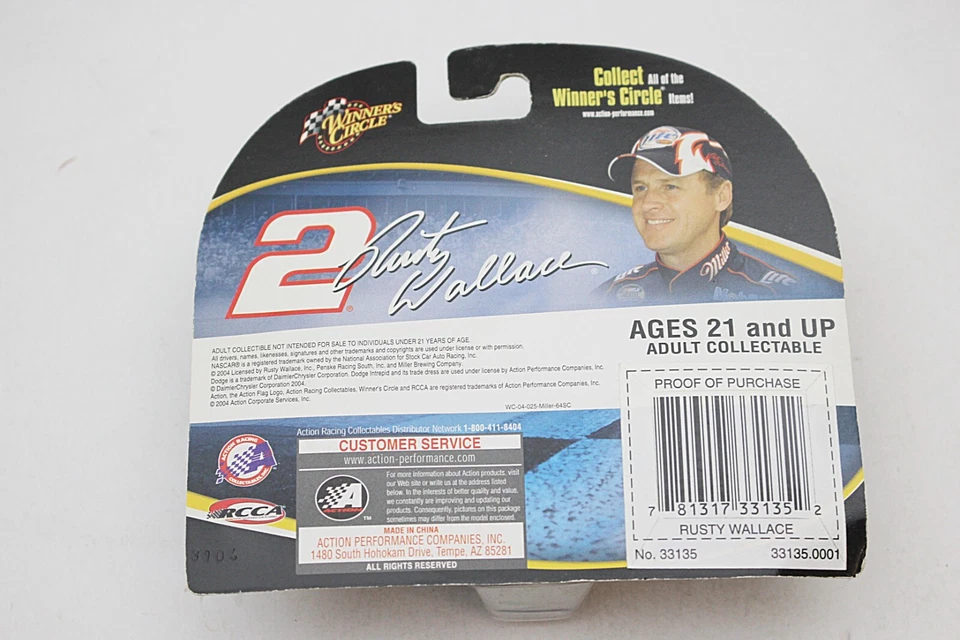 WINNER'S
CIRCLE
Collect All of the
Winner's Circle® Items!
www.action-performance.com
Miller
Lite
2®
Rusty
Wallace®
Miller
Lite
AGES 21 and UP
ADULT COLLECTABLE
ADULT COLLECTIBLE NOT INTENDED FOR SALE TO INDIVIDUALS UNDER 21 YEARS OF AGE.
All drivers, names, likenesses, signatures and other trademarks and copyrights are used under license or with permission.
NASCAR® is a registered trademark owned by the National Association for Stock Car Auto Racing, Inc.
© 2004 Licensed by Rusty Wallace, Inc., Penske Racing South, Inc. and Miller Brewing Company.
Dodge is a trademark of DaimlerChrysler Corporation. Dodge Intrepid and its trade dress are used under license by Action Performance Companies, Inc.
© DaimlerChrysler Corporation 2004.
Action, the Action Flag Logo, Action Racing Collectables, Winner's Circle and RCCA are registered trademarks of Action Performance Companies, Inc.
© 2004 Action Corporate Services, Inc.
WC-04-025-Miller-64SC
PROOF OF PURCHASE
7 81317 33135 2
RUSTY WALLACE
No. 33135 33135.0001
Action Racing Collectables Distributor Network 1-800-411-8404
CUSTOMER SERVICE
www.action-performance.com
ACTION RACING
COLLECTABLES
RCCA
A
ACTION
TM
For more information about Action products, visit
our Web site or write us at the address listed
below. In the interests of better quality and value,
we constantly are improving and updating our
products. Consequently, pictures on this package
sometimes may differ from the model enclosed.
MADE IN CHINA
ACTION PERFORMANCE COMPANIES, INC.
1480 South Hohokam Drive, Tempe, AZ 85281
ALL RIGHTS RESERVED